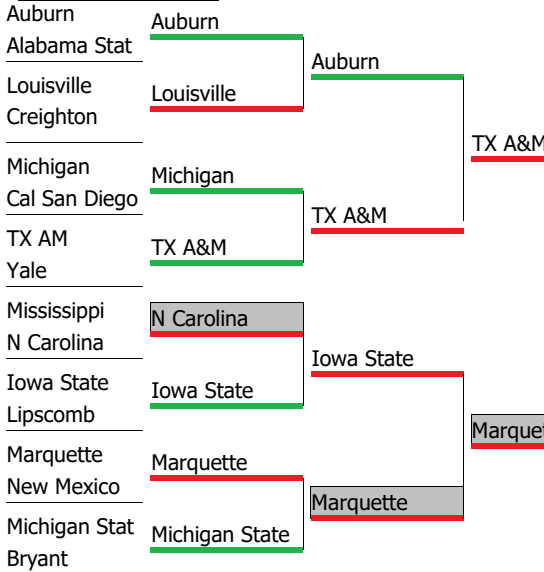 Auburn
Alabama Stat
Louisville
Creighton
Michigan
Cal San Diego
TX AM
Yale
Mississippi
N Carolina
Iowa State
Lipscomb
Marquette
New Mexico
Michigan Stat
Bryant
Auburn
Louisville
Michigan
TX A&M
N Carolina
Iowa State
Marquette
Michigan State
Auburn
TX A&M
Iowa State
Marquette
TX A&M